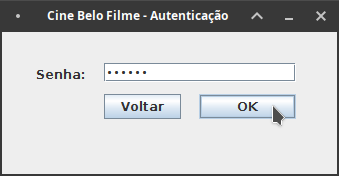 Cine Belo Filme - Autenticação
Senha: ••••••
Voltar OK